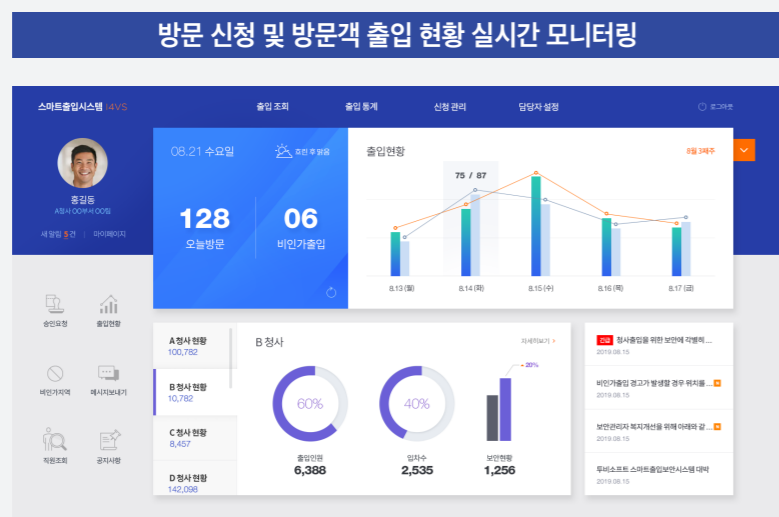 방문 신청 및 방문객 출입 현황 실시간 모니터링
스마트출입시스템 I4VS
출입 조회
출입 통계
신청 관리
담당자 설정
로그아웃
홍길동
A청사 OO부서 OO팀
새 알림 5 건 | 마이페이지
08.21 수요일
흐린 후 맑음
128
오늘방문
06
비인가출입
출입현황
8월 3째주
75 / 87
8.13 (월)
8.14 (화)
8.15 (수)
8.16 (목)
8.17 (금)
승인요청
출입현황
비인가지역
메시지보내기
직원조회
공지사항
A청사 현황
100,782
B청사 현황
10,782
C청사 현황
8,457
D청사 현황
142,098
B 청사
자세히보기 >
60%
출입인원
6,388
40%
입차수
2,535
20%
보안현황
1,256
긴급 청사출입을 위한 보안에 각별히 ...
2019.08.15
비인가출입 경고가 발생할 경우 위치를 ...
2019.08.15
보안관리자 복지개선을 위해 아래와 같 ...
2019.08.15
투비소프트 스마트출입보안시스템 대박
2019.08.15